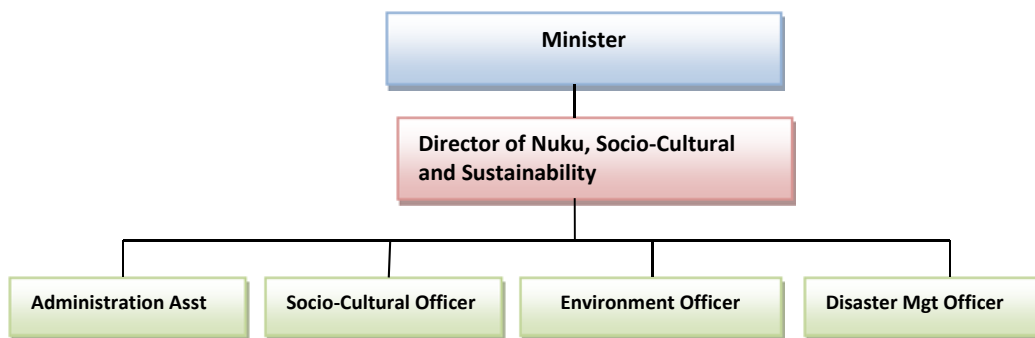 Minister
Director of Nuku, Socio-Cultural
and Sustainability
Administration Asst
Socio-Cultural Officer
Environment Officer
Disaster Mgt Officer